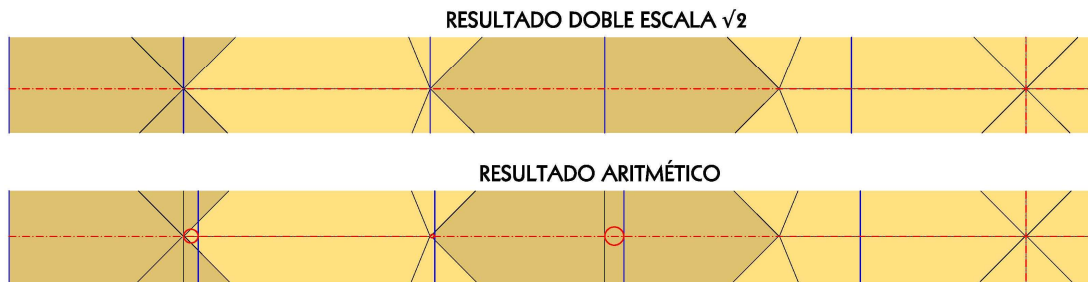 RESULTADO DOBLE ESCALA √2
RESULTADO ARITMÉTICO